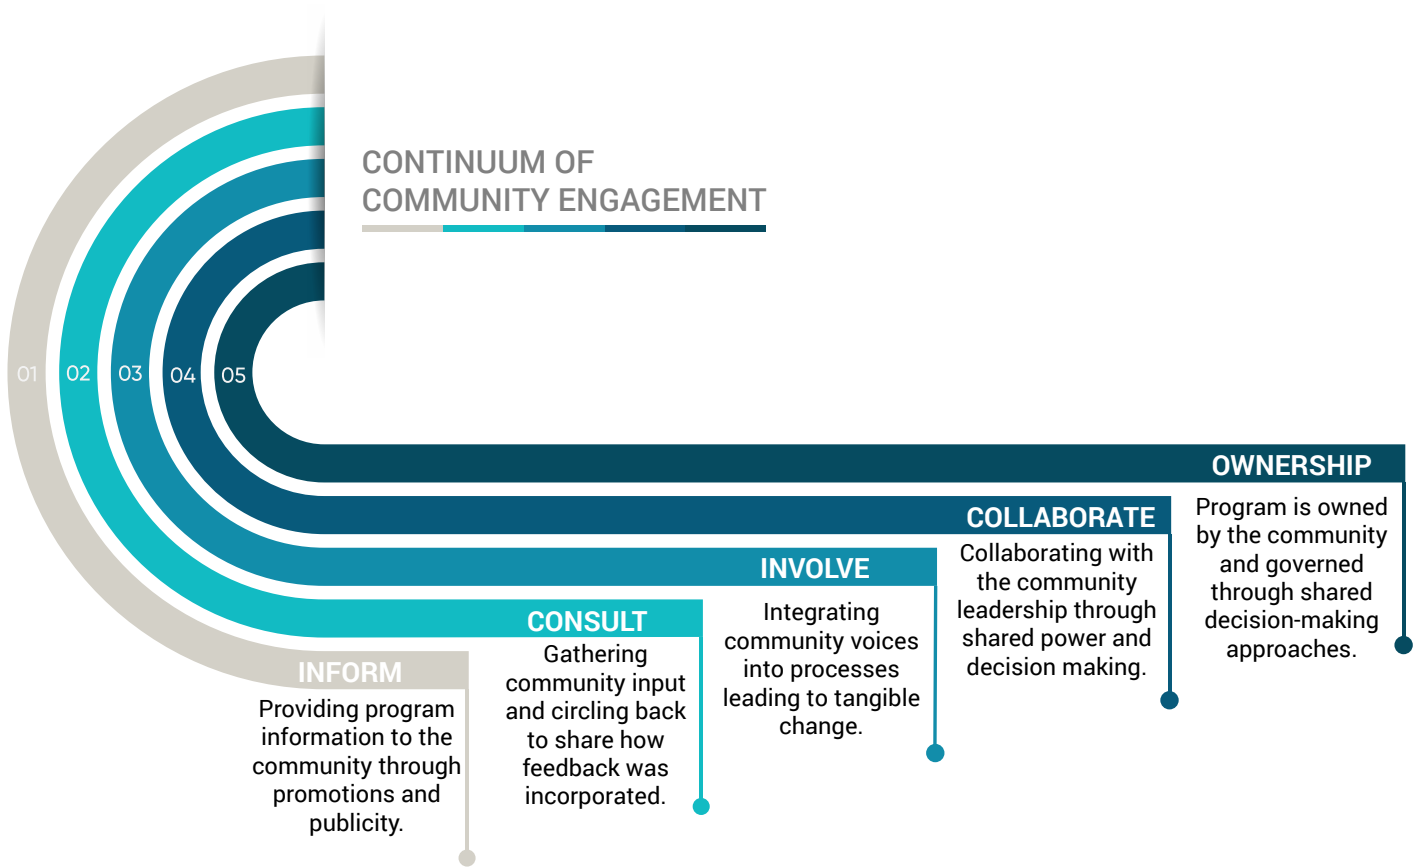 CONTINUUM OF
COMMUNITY ENGAGEMENT
01
02
03
04
05
INFORM
Providing program
information to the
community through
promotions and
publicity.
CONSULT
Gathering
community input
and circling back
to share how
feedback was
incorporated.
INVOLVE
Integrating
community voices
into processes
leading to tangible
change.
COLLABORATE
Collaborating with
the community
leadership through
shared power and
decision making.
OWNERSHIP
Program is owned
by the community
and governed
through shared
decision-making
approaches.